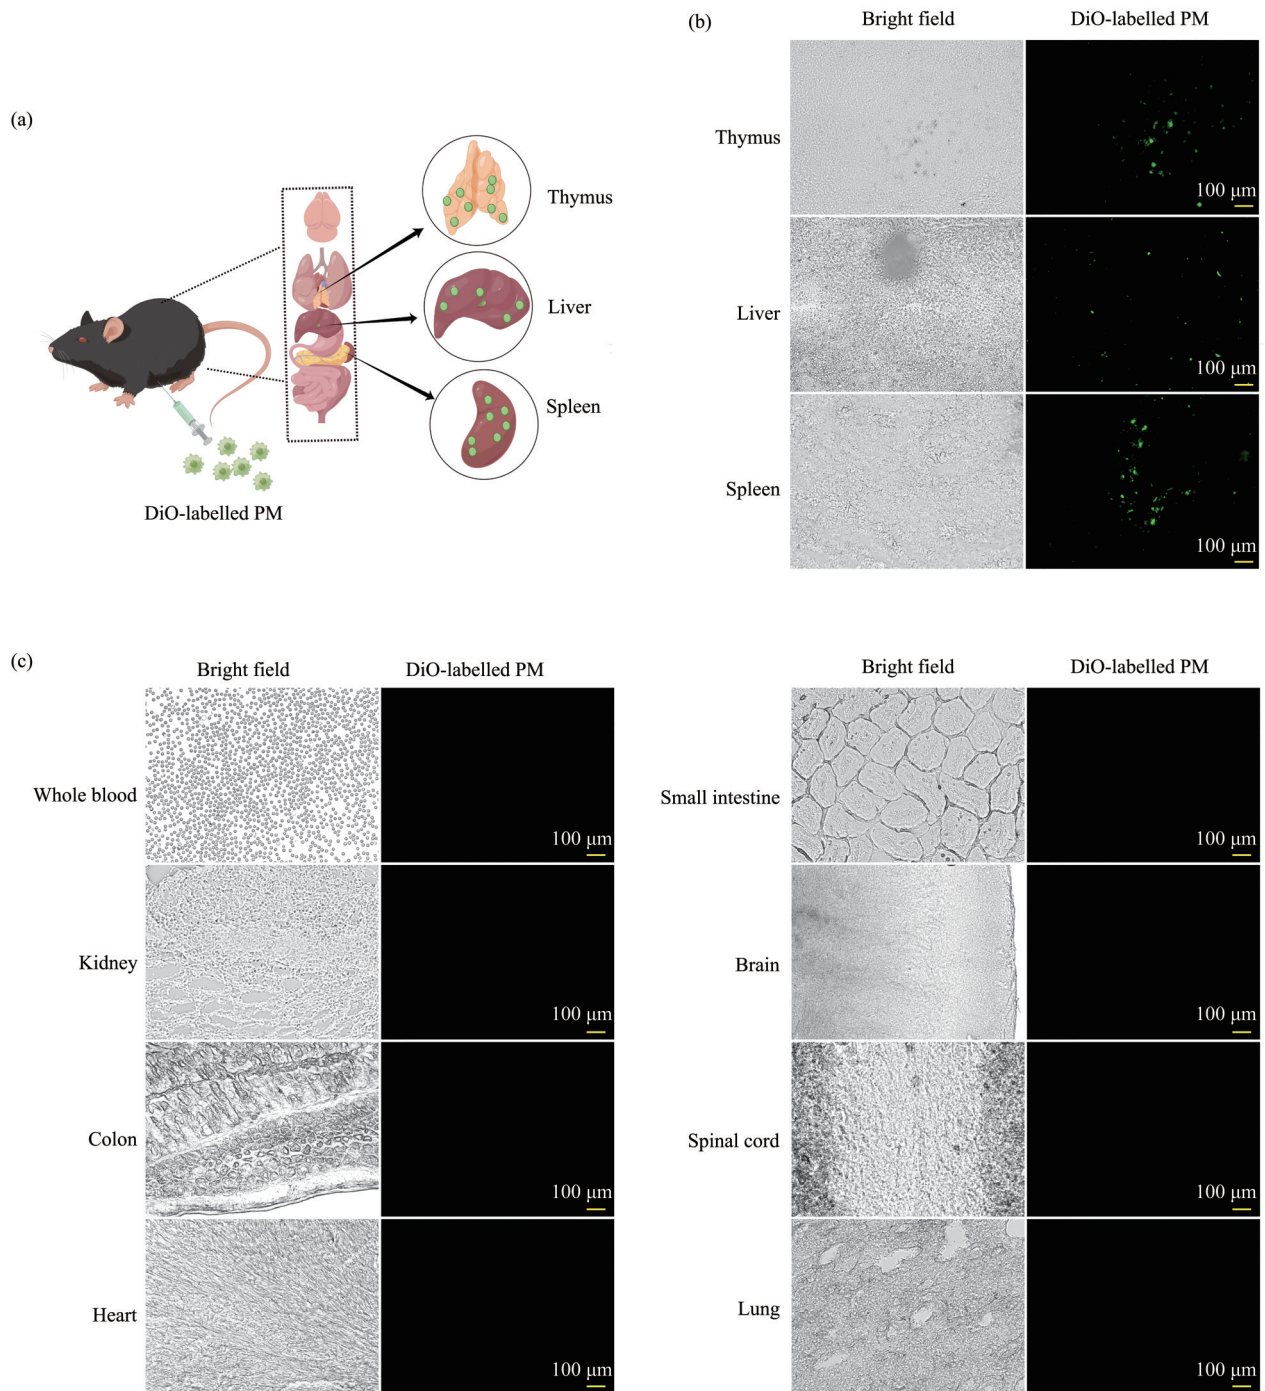 (a)
Thymus
Liver
Spleen
DiO-labelled PM
(b)
Bright field DiO-labelled PM
Thymus
100 μm
Liver
100 μm
Spleen
100 μm
(c)
Bright field DiO-labelled PM
Whole blood
100 μm
Kidney
100 μm
Colon
100 μm
Heart
100 μm
Bright field DiO-labelled PM
Small intestine
100 μm
Brain
100 μm
Spinal cord
100 μm
Lung
100 μm